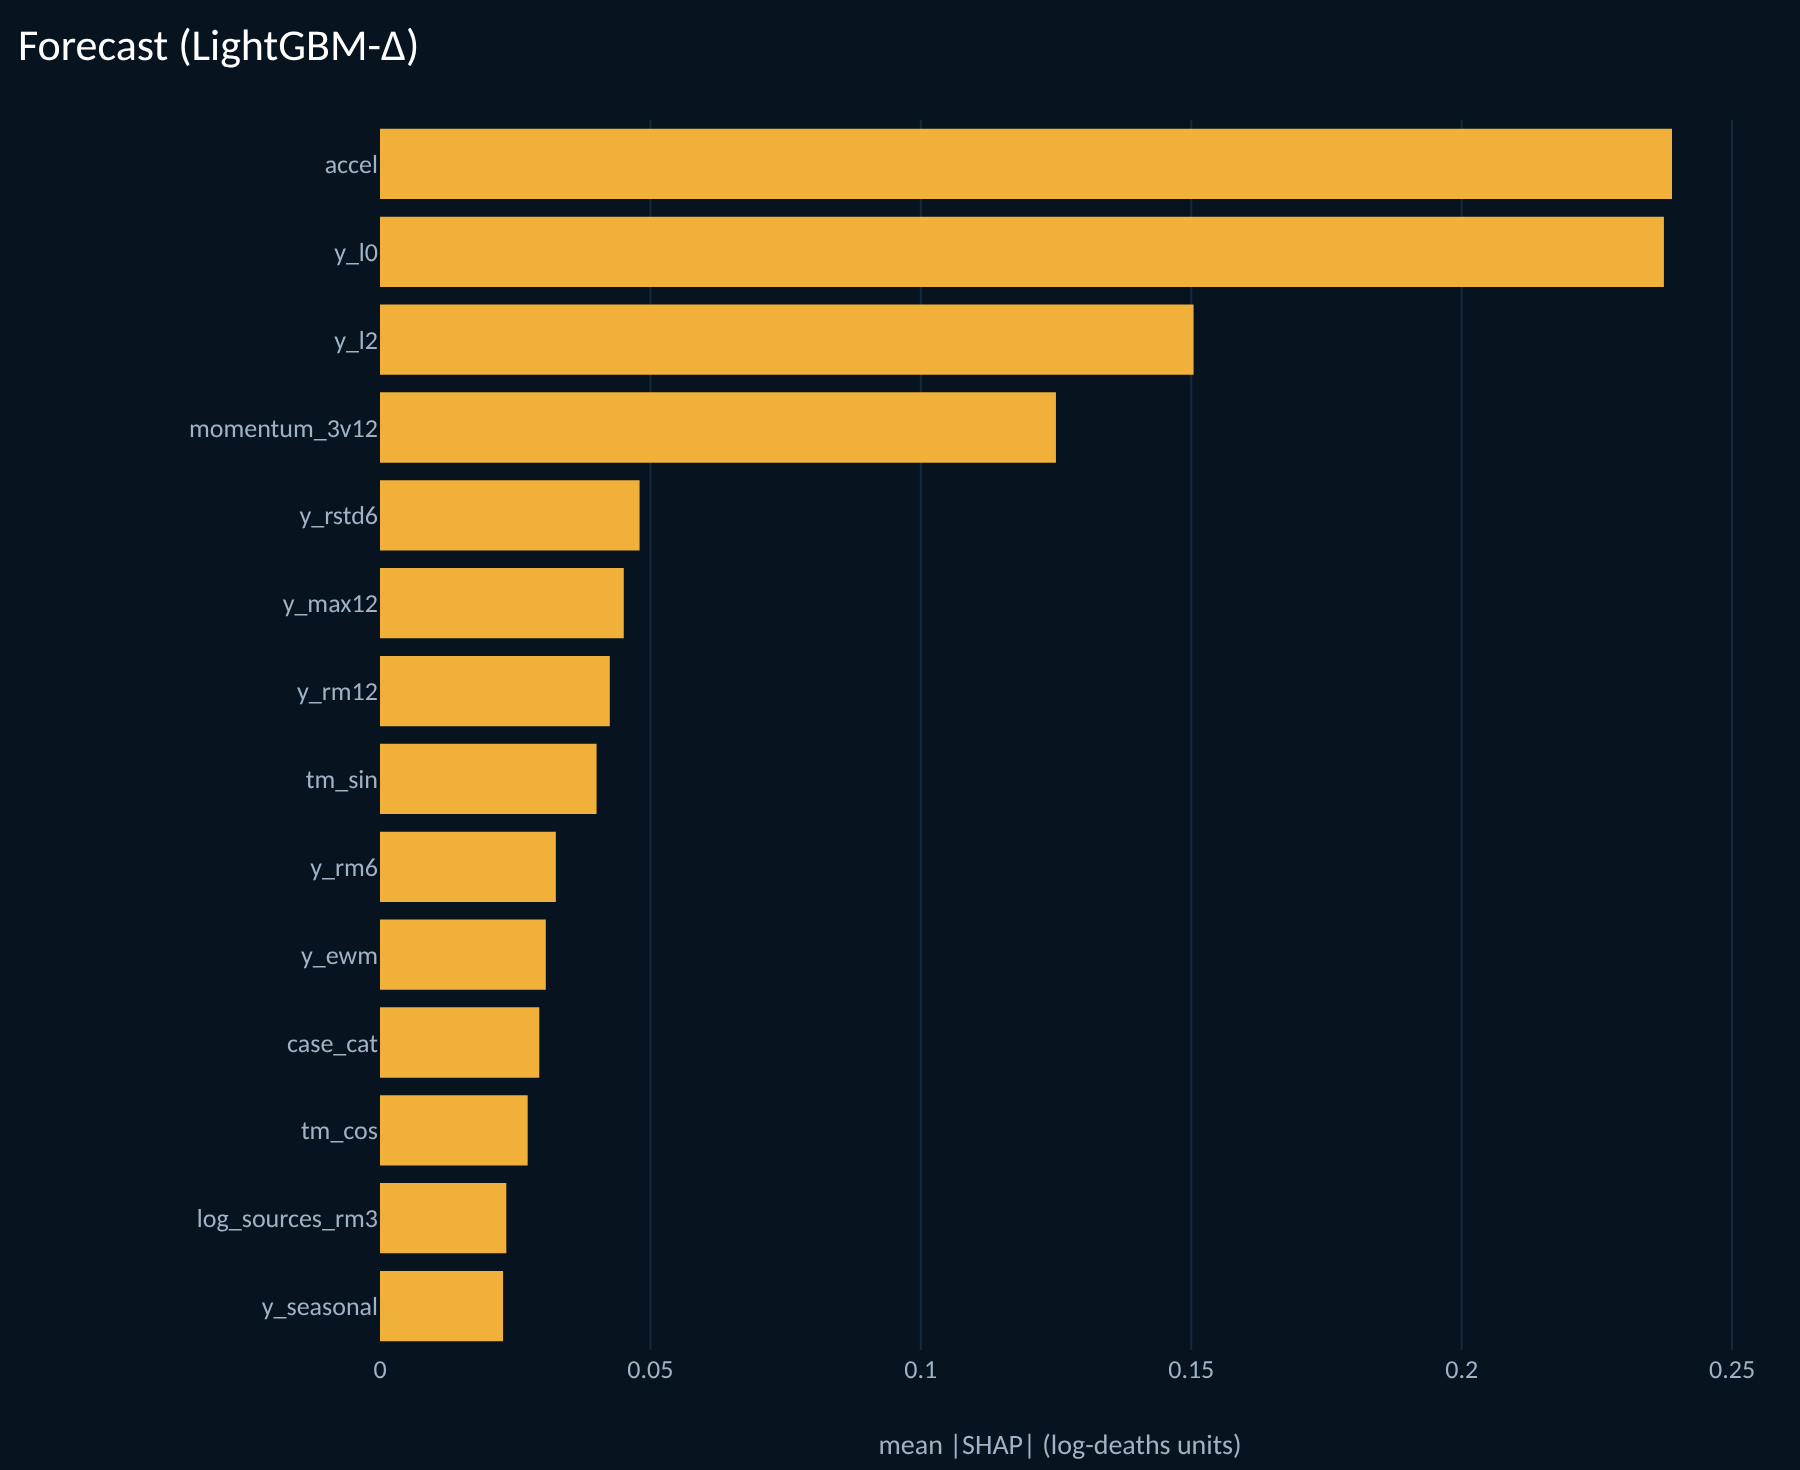 Forecast (LightGBM-Δ)
accel
y_l0
y_l2
momentum_3v12
y_rstd6
y_max12
y_rm12
tm_sin
y_rm6
y_ewm
case_cat
tm_cos
log_sources_rm3
y_seasonal
0 0.05 0.1 0.15 0.2 0.25
mean |SHAP| (log-deaths units)